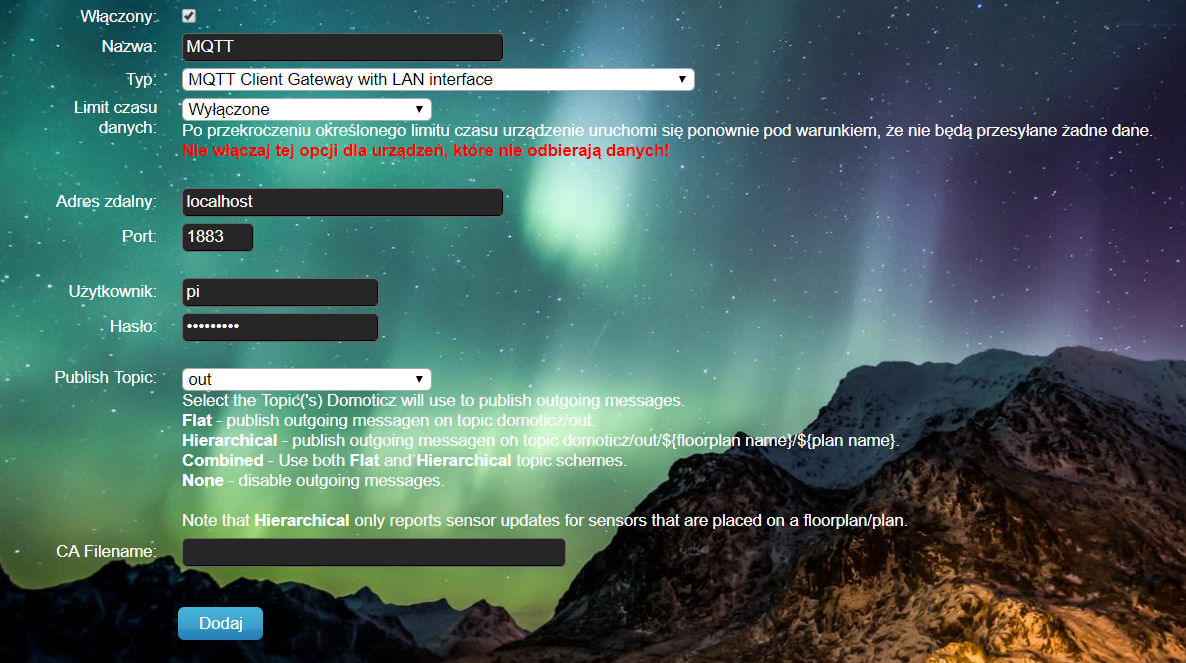 Włączony:
Nazwa: MQTT
Typ: MQTT Client Gateway with LAN interface
Limit czasu danych: Wyłączone
Po przekroczeniu określonego limitu czasu urządzenie uruchomi się ponownie pod warunkiem, że nie będą przesyłane żadne dane.
Nie włączaj tej opcji dla urządzeń, które nie odbierają danych!
Adres zdalny: localhost
Port: 1883
Użytkownik: pi
Hasło: •••••••••
Publish Topic: out
Select the Topic('s) Domoticz will use to publish outgoing messages.
Flat - publish outgoing messagen on topic domoticz/out.
Hierarchical - publish outgoing messagen on topic domoticz/out/${floorplan name}/${plan name}.
Combined - Use both Flat and Hierarchical topic schemes.
None - disable outgoing messages.
Note that Hierarchical only reports sensor updates for sensors that are placed on a floorplan/plan.
CA Filename:
Dodaj